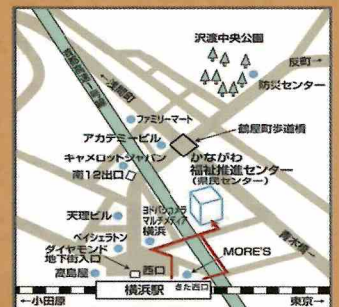 沢渡中央公園
反町→
←浅間町
防災センター
ファミリーマート
鶴屋町歩道橋
アカデミービル
キャメロットジャパン
南12出口
かながわ
福祉推進センター
(県民センター)
天理ビル
ヨドバシカメラ
マルチメディア
横浜
青木橋→
ベイシェラトン
ダイヤモンド
地下街入口
MORE'S
高島屋
西口
きた西口
横浜駅
←小田原
東京→